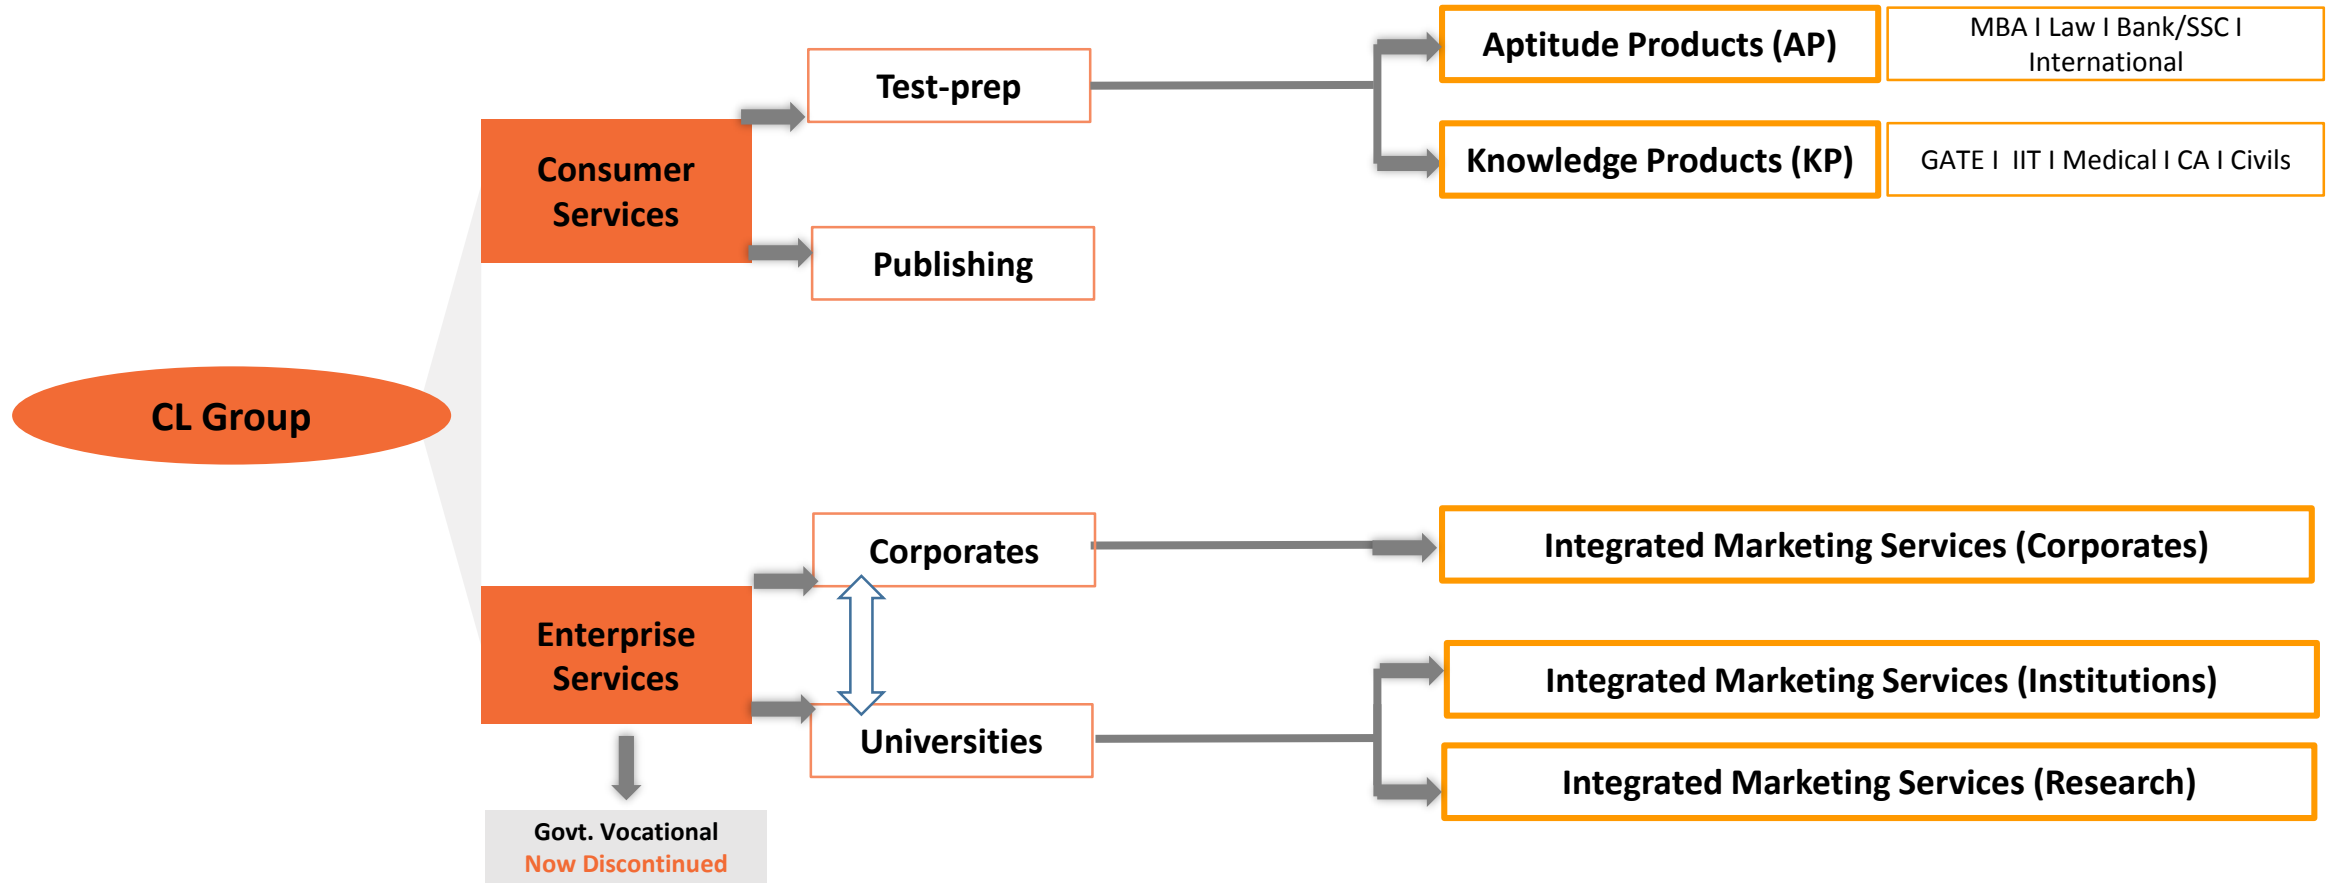 Aptitude Products (AP)
MBA I Law I Bank/SSC I
International
Test-prep
Consumer
Services
Knowledge Products (KP)
GATE I  IIT I Medical I CA I Civils
Publishing
CL Group
Corporates
Integrated Marketing Services (Corporates)
Enterprise
Services
Integrated Marketing Services (Institutions)
Universities
Integrated Marketing Services (Research)
Govt. Vocational
Now Discontinued